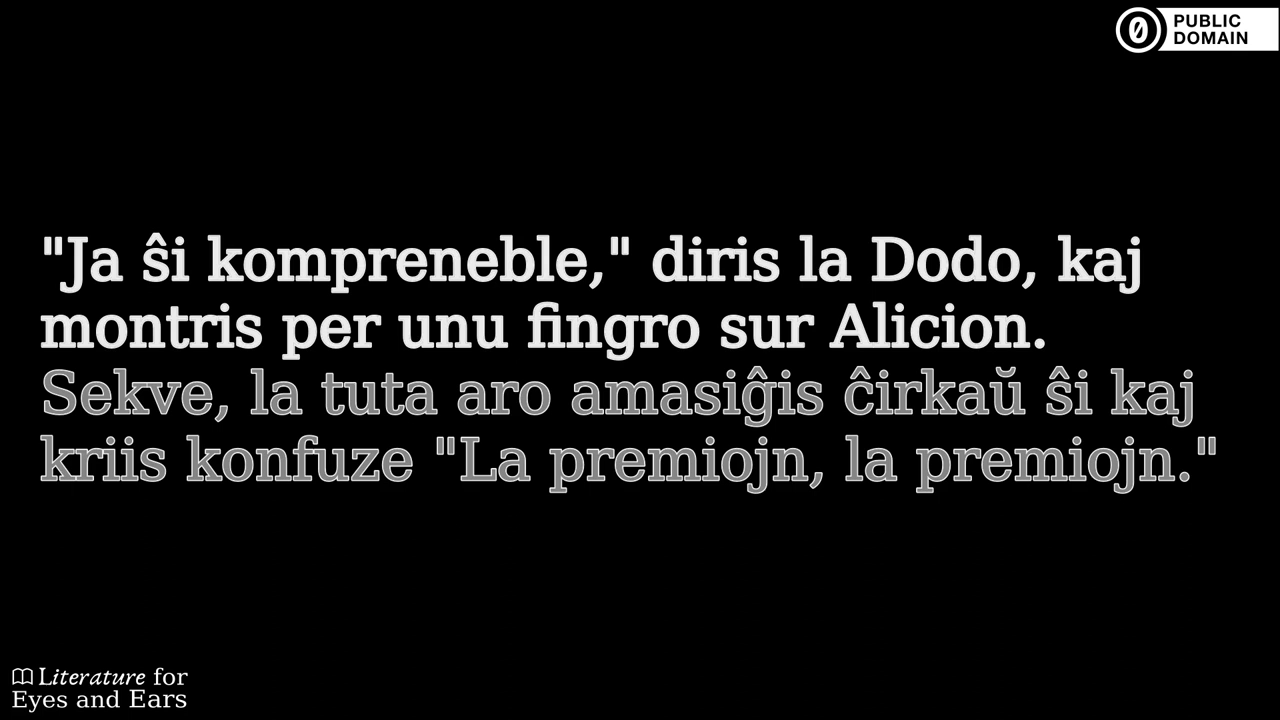 PUBLIC
DOMAIN
"Ja ŝi kompreneble," diris la Dodo, kaj
montris per unu fingro sur Alicion.
Sekve, la tuta aro amasiĝis ĉirkaŭ ŝi kaj
kriis konfuze "La premiojn, la premiojn."
Literature for
Eyes and Ears